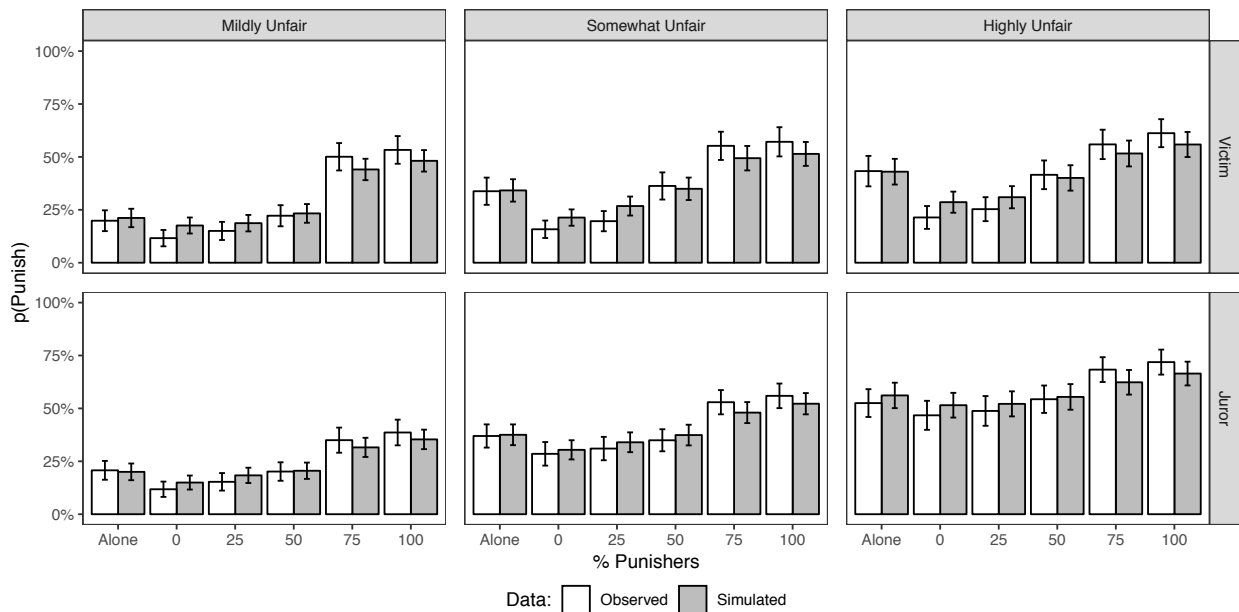 Mildly Unfair Somewhat Unfair Highly Unfair
100%
75%
50%
25%
0%
Victim
p(Punish)
100%
75%
50%
25%
0%
Juror
Alone 0 25 50 75 100 Alone 0 25 50 75 100 Alone 0 25 50 75 100
% Punishers
Data: Observed Simulated